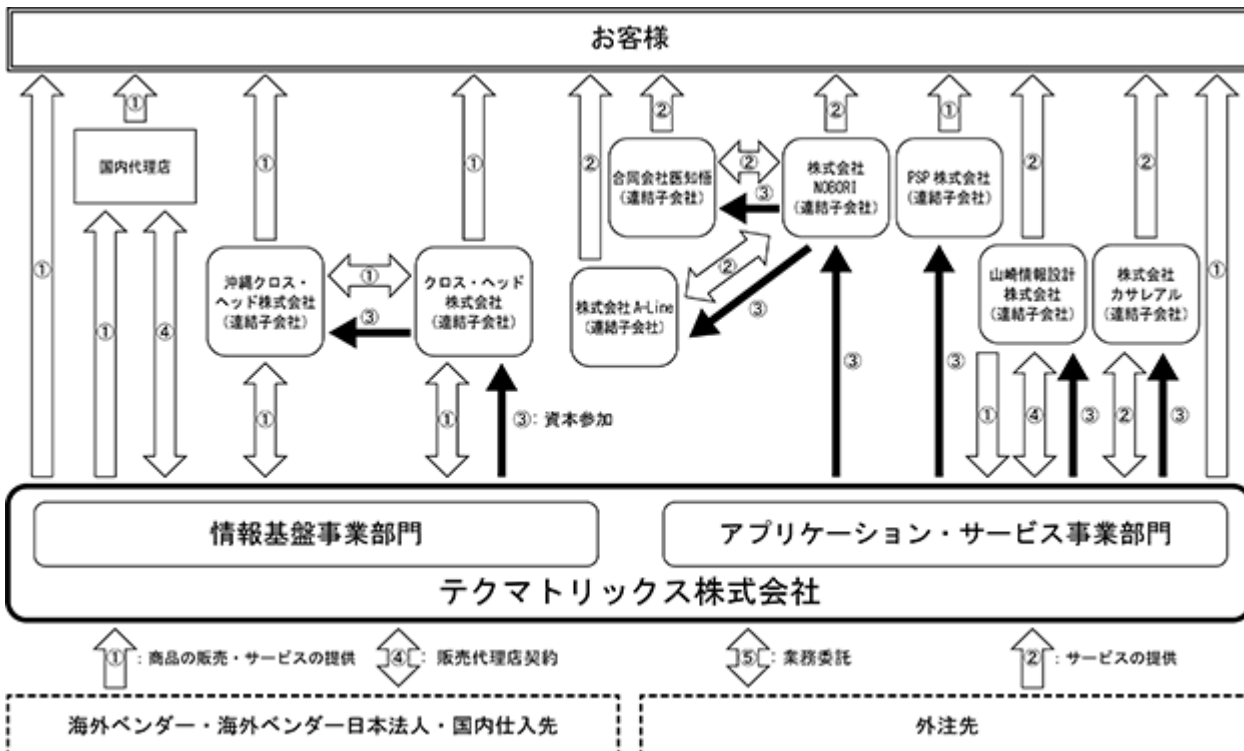 お客様
①
①
①
①
②
②
②
①
②
②
①
国内代理店
合同会社医知悟
(連結子会社)
②
③
株式会社
NOBORI
(連結子会社)
PSP 株式会社
(連結子会社)
①
④
沖縄クロス・
ヘッド株式会社
(連結子会社)
①
③
クロス・ヘッド
株式会社
(連結子会社)
株式会社 A-Line
(連結子会社)
②
③
山崎情報設計
株式会社
(連結子会社)
株式会社
カサレアル
(連結子会社)
①
①
③: 資本参加
③
③
①
④
③
②
③
情報基盤事業部門
アプリケーション・サービス事業部門
テクマトリックス株式会社
①: 商品の販売・サービスの提供
④: 販売代理店契約
⑤: 業務委託
②: サービスの提供
海外ベンダー・海外ベンダー日本法人・国内仕入先
外注先